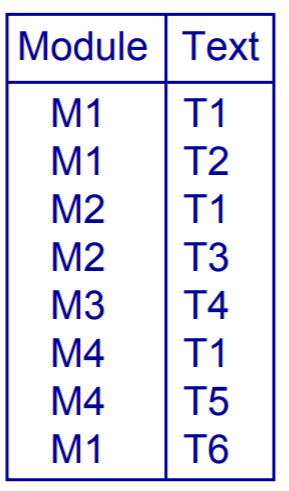 Module Text
M1 T1
M1 T2
M2 T1
M2 T3
M3 T4
M4 T1
M4 T5
M1 T6